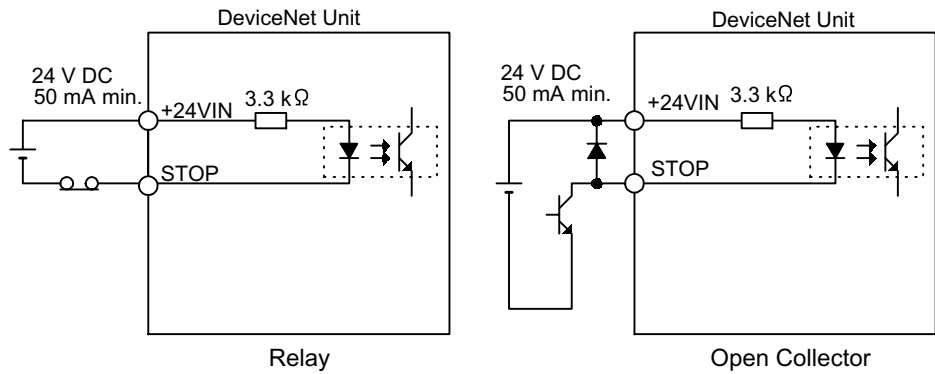 DeviceNet Unit
24 V DC
50 mA min.
+24VIN
3.3 kΩ
STOP
Relay
DeviceNet Unit
24 V DC
50 mA min.
+24VIN
3.3 kΩ
STOP
Open Collector